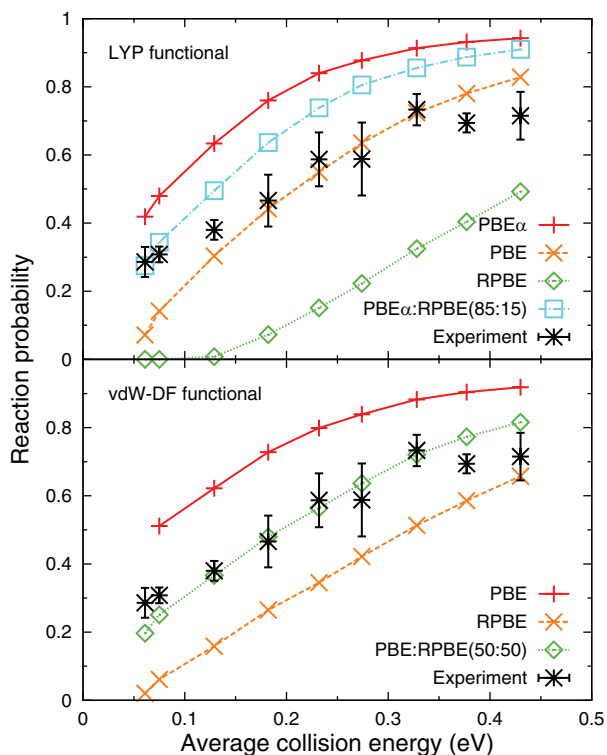 LYP functional
1
0.8
0.6
0.4
0.2
0
PBEα
PBE
RPBE
PBEα:RPBE(85:15)
Experiment
vdW-DF functional
0.8
0.6
0.4
0.2
0
PBE
RPBE
PBE:RPBE(50:50)
Experiment
0 0.1 0.2 0.3 0.4 0.5
Average collision energy (eV)
Reaction probability